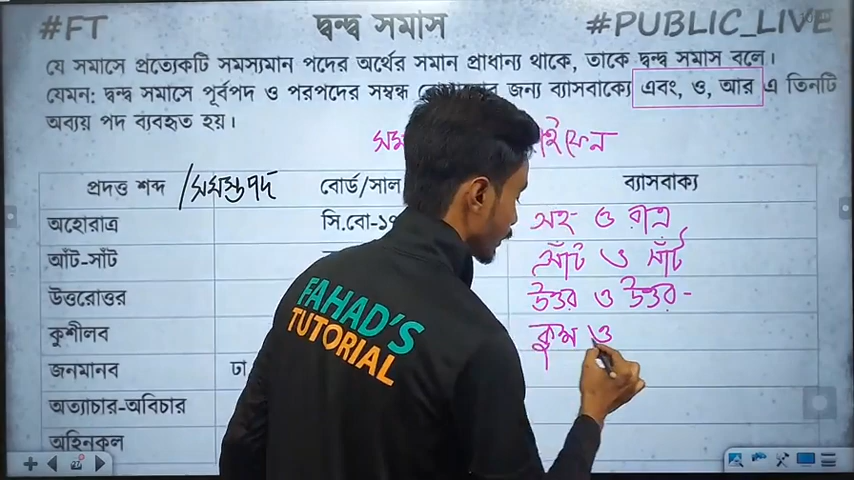 #FT দ্বন্দ্ব সমাস #PUBLIC_LIVE
যে সমাসে প্রত্যেকটি সমস্যমান পদের অর্থের সমান প্রাধান্য থাকে, তাকে দ্বন্দ্ব সমাস বলে।
যেমন: দ্বন্দ্ব সমাসে পূর্বপদ ও পরপদের সম্বন্ধ জন্য ব্যাসবাক্যে এবং, ও, আর এ তিনটি
অব্যয় পদ ব্যবহৃত হয়।
প্রদত্ত শব্দ /সমস্তপদ বোর্ড/সাল ব্যাসবাক্য
অহোরাত্র সি.বো-১৭ অহ ও রাত্র
আঁট-সাঁট আঁট ও সাঁট
উত্তরোত্তর উত্তর ও উত্তর-
কুশীলব কুশ ও
জনমানব ঢা
অত্যাচার-অবিচার
অহিনকুল
FAHAD'S
TUTORIAL